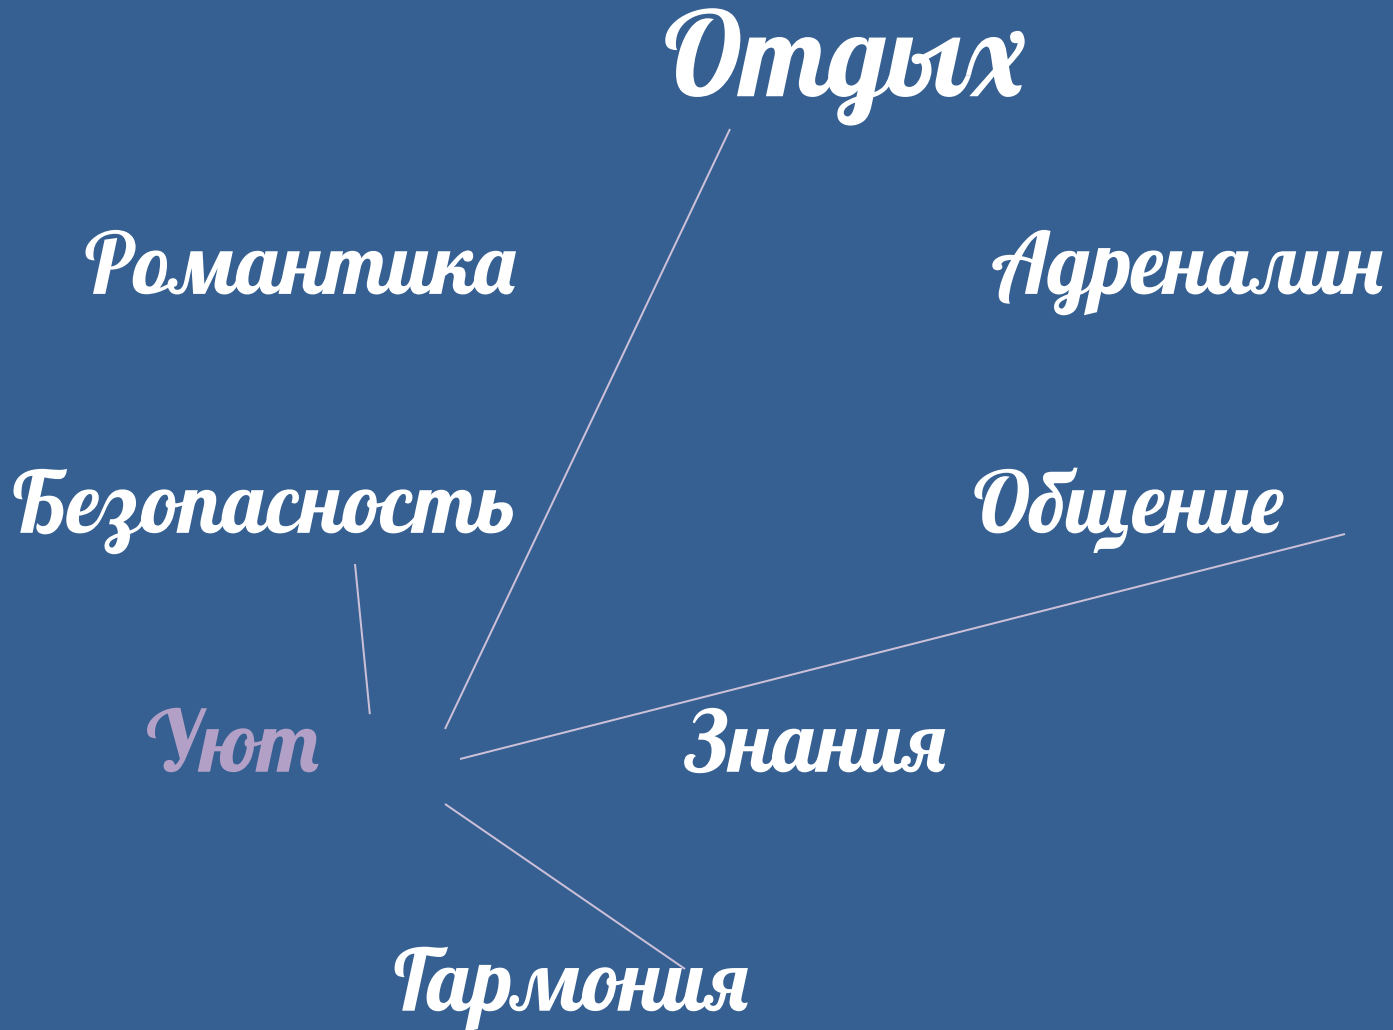 Отдых
Романтика
Адреналин
Безопасность
Общение
Уют
Знания
Гармония